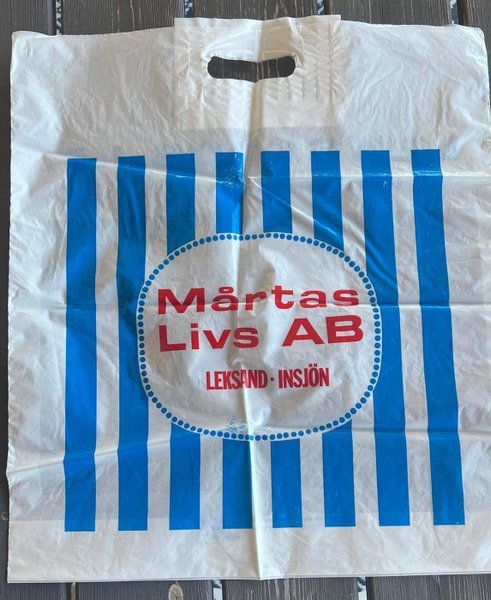 Mårtas
Livs AB
LEKSAND · INSJÖN